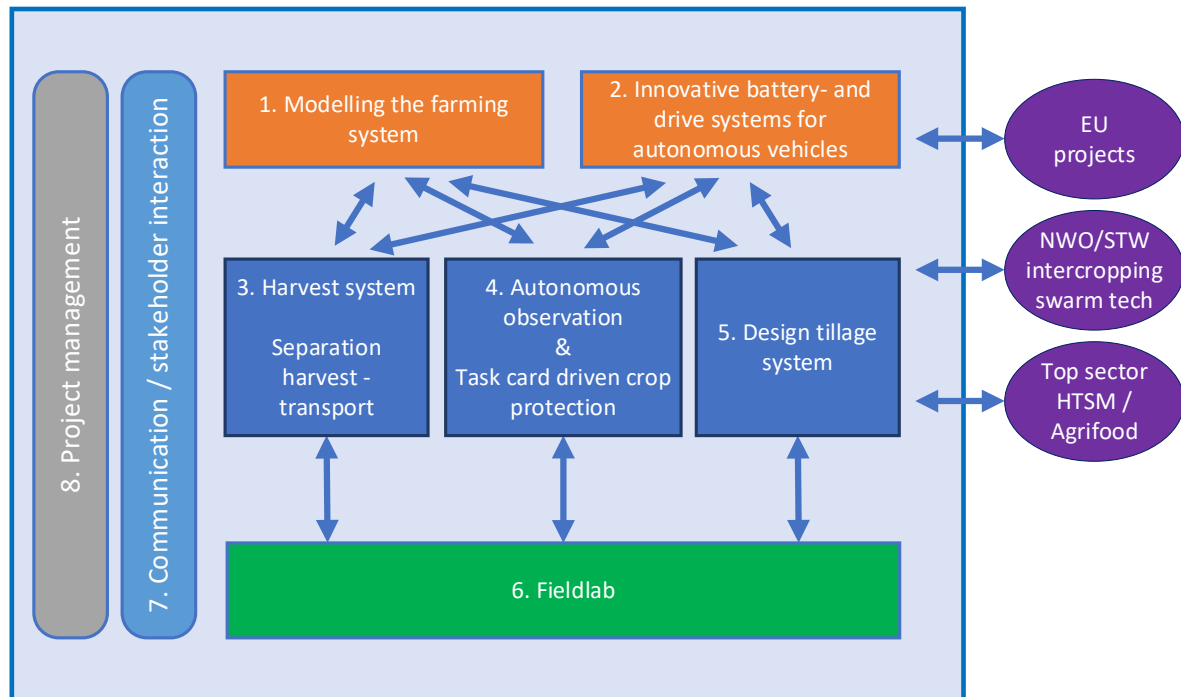 8. Project management
7. Communication / stakeholder interaction
1. Modelling the farming
system
2. Innovative battery- and
drive systems for
autonomous vehicles
3. Harvest system
Separation
harvest -
transport
4. Autonomous
observation
&
Task card driven crop
protection
5. Design tillage
system
6. Fieldlab
EU
projects
NWO/STW
intercropping
swarm tech
Top sector
HTSM /
Agrifood